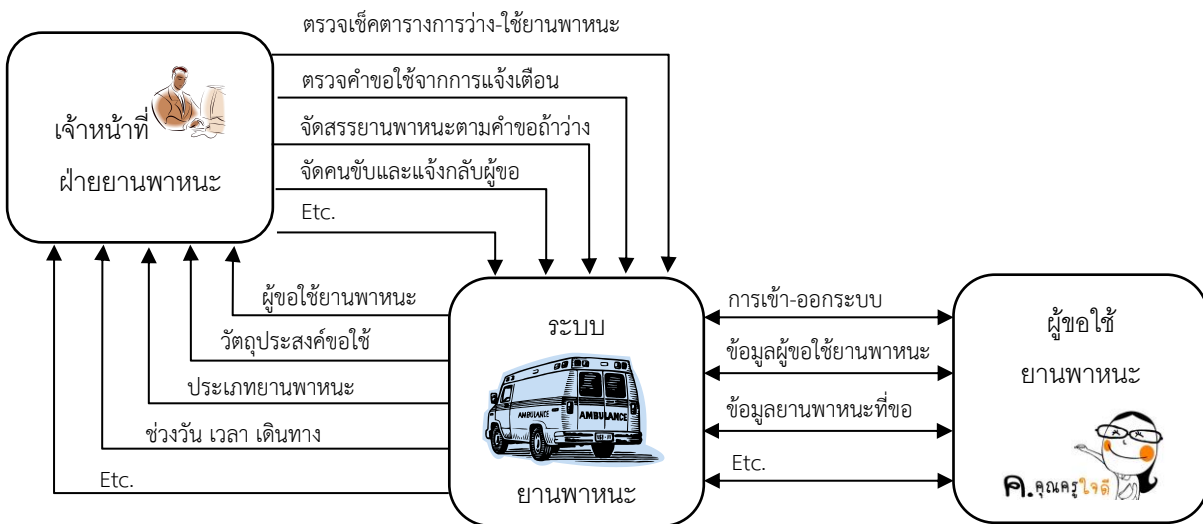 ตรวจเช็คตารางการว่าง-ใช้ยานพาหนะ
ตรวจคำขอใช้จากการแจ้งเตือน
จัดสรรยานพาหนะตามคำขอถ้าว่าง
จัดคนขับและแจ้งกลับผู้ขอ
Etc.
เจ้าหน้าที่
ฝ่ายยานพาหนะ
ผู้ขอใช้ยานพาหนะ
วัตถุประสงค์ขอใช้
ประเภทยานพาหนะ
ช่วงวัน เวลา เดินทาง
Etc.
ระบบ
AMBULANCE
AMBULANCE
ยานพาหนะ
การเข้า-ออกระบบ
ข้อมูลผู้ขอใช้ยานพาหนะ
ข้อมูลยานพาหนะที่ขอ
Etc.
ผู้ขอใช้
ยานพาหนะ
ค.คุณครูใจดี